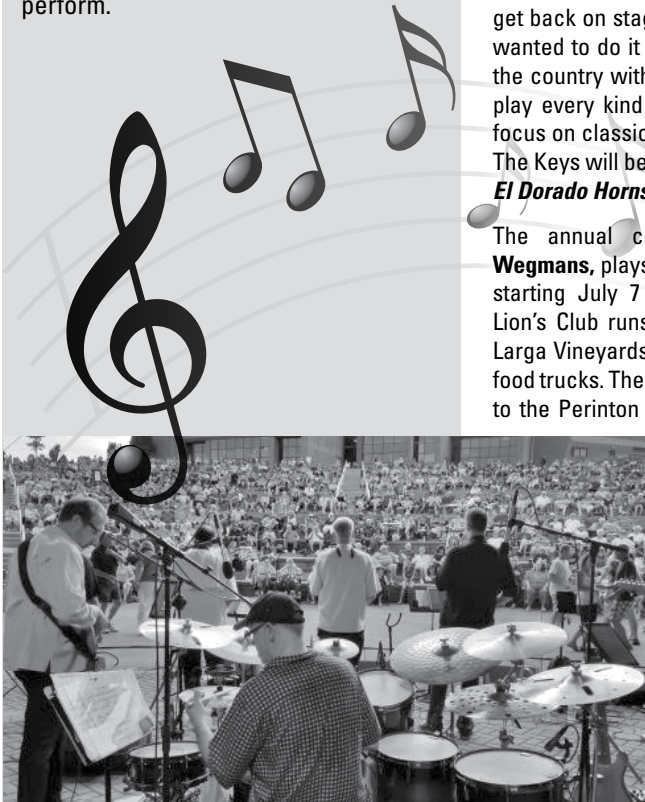 perform.
get back on stag
wanted to do it
the country with
play every kind
focus on classic
The Keys will be
El Dorado Horns
The annual c
Wegmans, plays
starting July 7
Lion's Club runs
Larga Vineyards
food trucks. The
to the Perinton